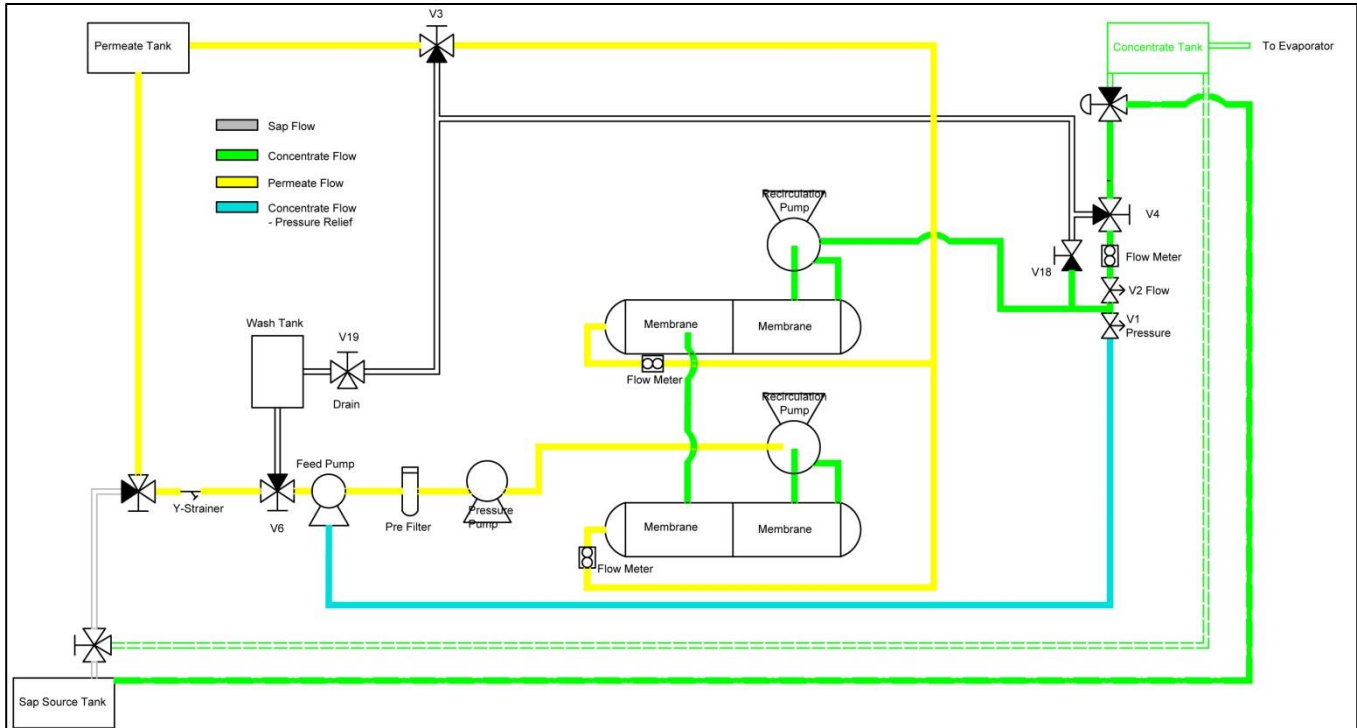 V3
Permeate Tank
Concentrate Tank
To Evaporator
Sap Flow
Concentrate Flow
Permeate Flow
Concentrate Flow
- Pressure Relief
Recirculation
Pump
V4
Flow Meter
V18
V2 Flow
V1
Pressure
Wash Tank
V19
Drain
Membrane
Membrane
Flow Meter
Recirculation
Pump
Feed Pump
Y-Strainer
V6
Pre Filter
Pressure
Pump
Membrane
Membrane
Flow Meter
Sap Source Tank